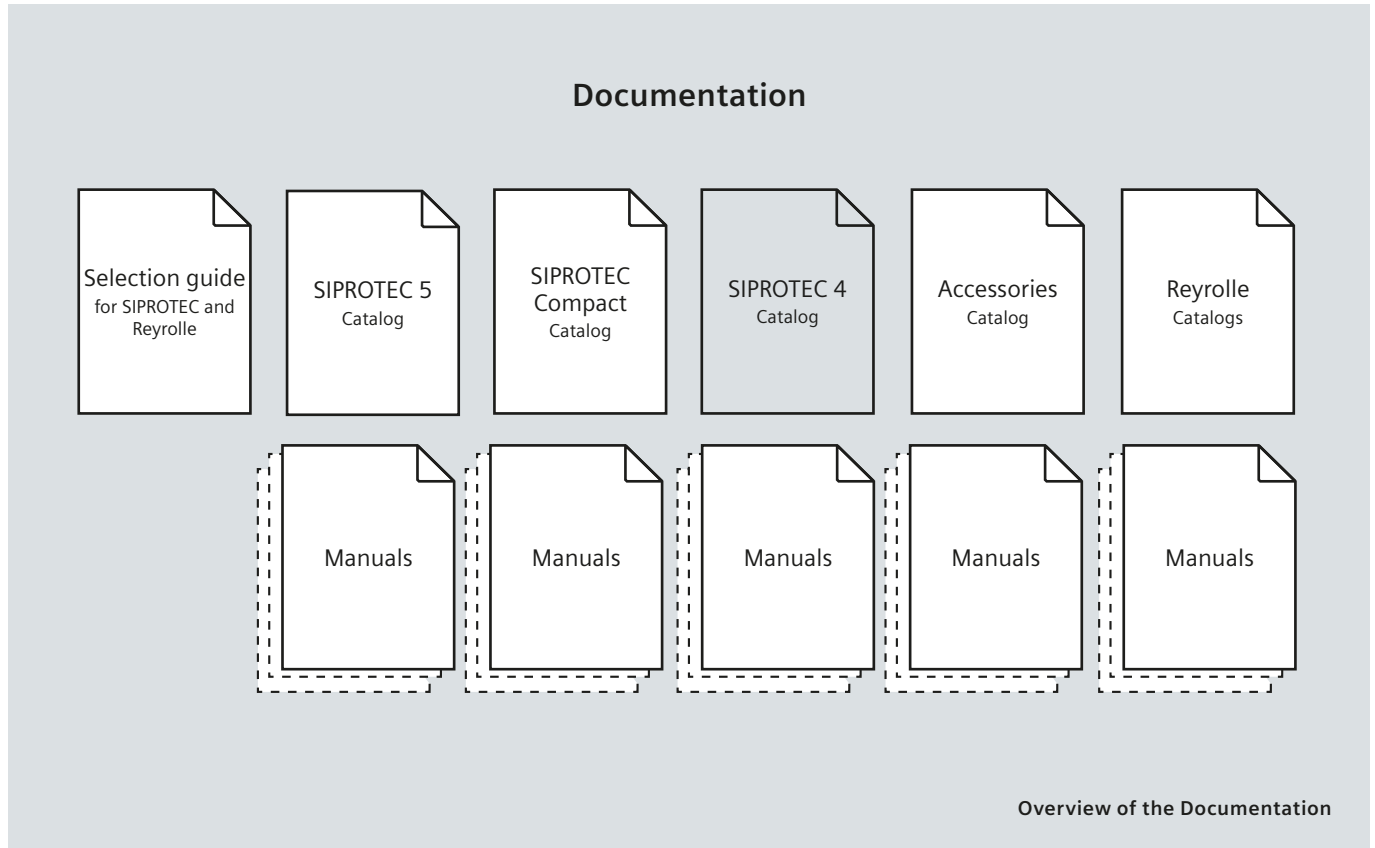 Documentation
Selection guide
for SIPROTEC and
Reyrolle
SIPROTEC 5
Catalog
SIPROTEC
Compact
Catalog
SIPROTEC 4
Catalog
Accessories
Catalog
Reyrolle
Catalogs
Manuals
Manuals
Manuals
Manuals
Manuals
Overview of the Documentation